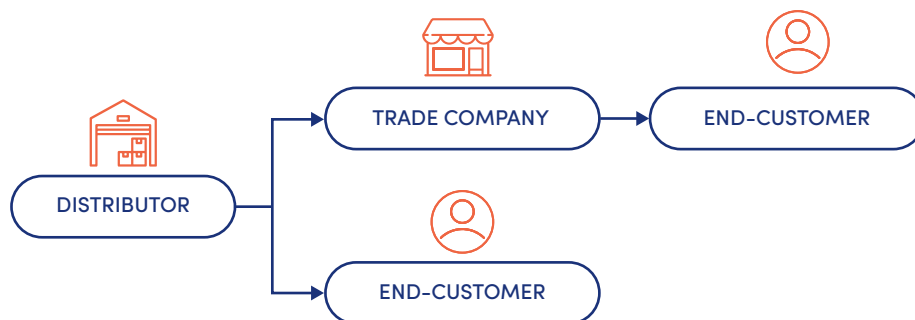 TRADE COMPANY
END-CUSTOMER
DISTRIBUTOR
END-CUSTOMER